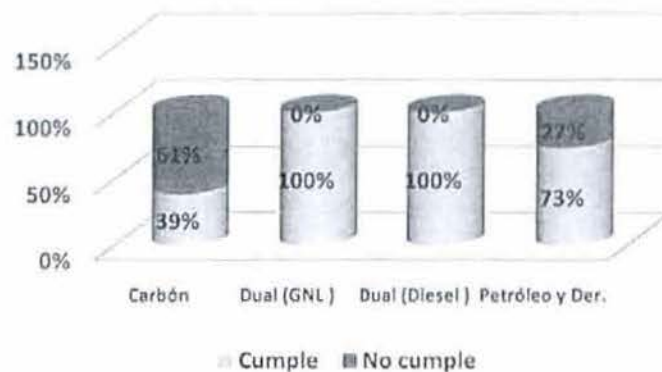 150%
100%
50%
0%
61%
39%
0%
100%
0%
100%
27%
73%
Carbón
Dual (GNL )
Dual (Diesel )
Petróleo y Der.
Cumple
No cumple